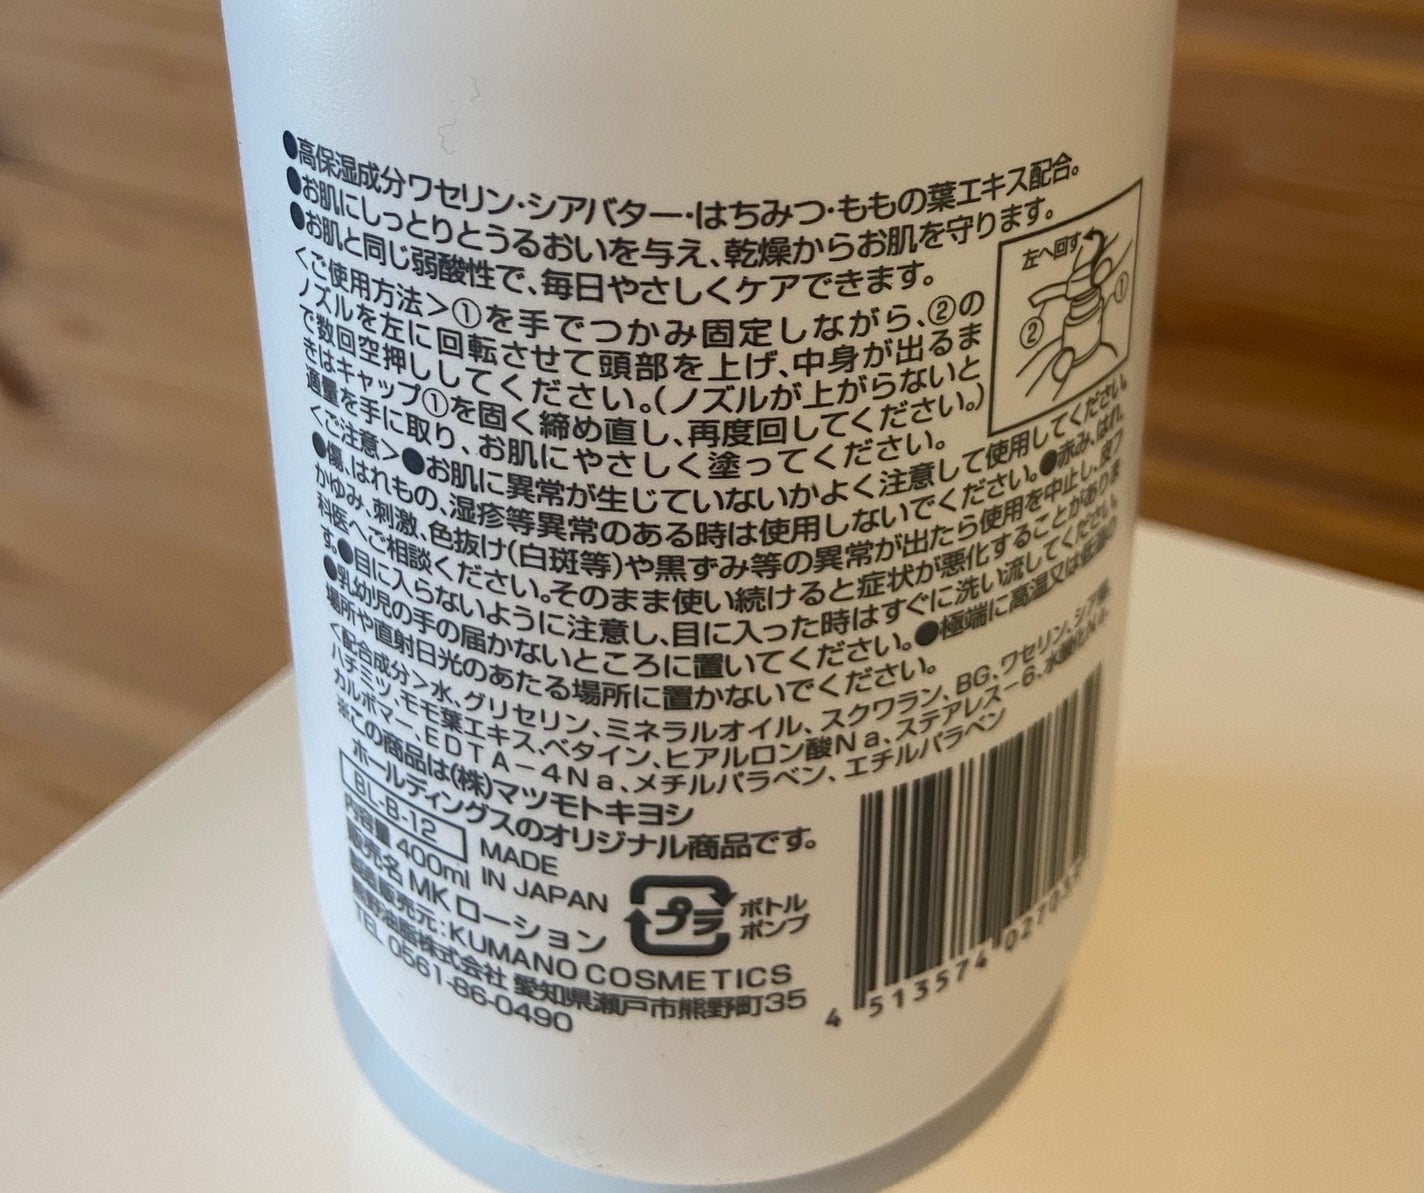 ●高保湿成分ワセリン・シアバター・はちみつ・ももの葉エキス配合。
●お肌にしっとりとうるおいを与え、乾燥からお肌を守ります。
●お肌と同じ弱酸性で、毎日やさしくケアできます。
<ご使用方法>①を手でつかみ固定しながら、②の
ノズルを左に回転させて頭部を上げ、中身が出るま
で数回空押ししてください。(ノズルが上がらないと
きはキャップ①を固く締め直し、再度回してください。)
適量を手に取り、お肌にやさしく塗ってください。
左へ回す
①
②
<ご注意>●お肌に異常が生じていないかよく注意して使用してください。
●傷、はれもの、湿疹等異常のある時は使用しないでください。●赤み、はれ、
かゆみ、刺激、色抜け(白斑等)や黒ずみ等の異常が出たら使用を中止し、皮フ
科医へご相談ください。そのまま使い続けると症状が悪化することがありま
す。●目に入らないように注意し、目に入った時はすぐに洗い流してください。
●乳幼児の手の届かないところに置いてください。●極端に高温又は低温の
場所や直射日光のあたる場所に置かないでください。
<配合成分>水、グリセリン、ミネラルオイル、スクワラン、BG、ワセリン、シア脂、
ハチミツ、モモ葉エキス、ベタイン、ヒアルロン酸Na、ステアレス-6、水酸化Na、
カルボマー、EDTA-4Na、メチルパラベン、エチルパラベン
※この商品は(株)マツモトキヨシ
ホールディングスのオリジナル商品です。
BL-B-12
MADE
IN JAPAN
内容量 400ml
販売名 MK ローション
プラ
ボトル
ポンプ
製造販売元:KUMANO COSMETICS
熊野油脂株式会社 愛知県瀬戸市熊野町35
TEL 0561-86-0490
4 513574